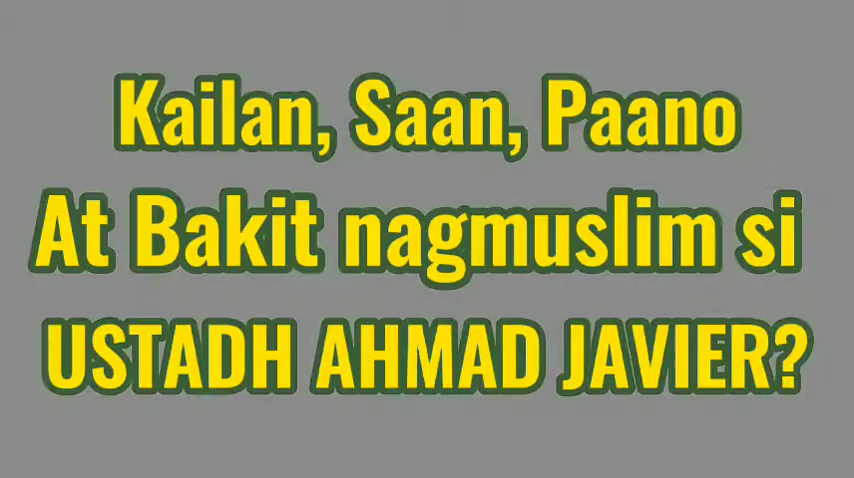 Kailan, Saan, Paano
At Bakit nagmuslim si
USTADH AHMAD JAVIER?